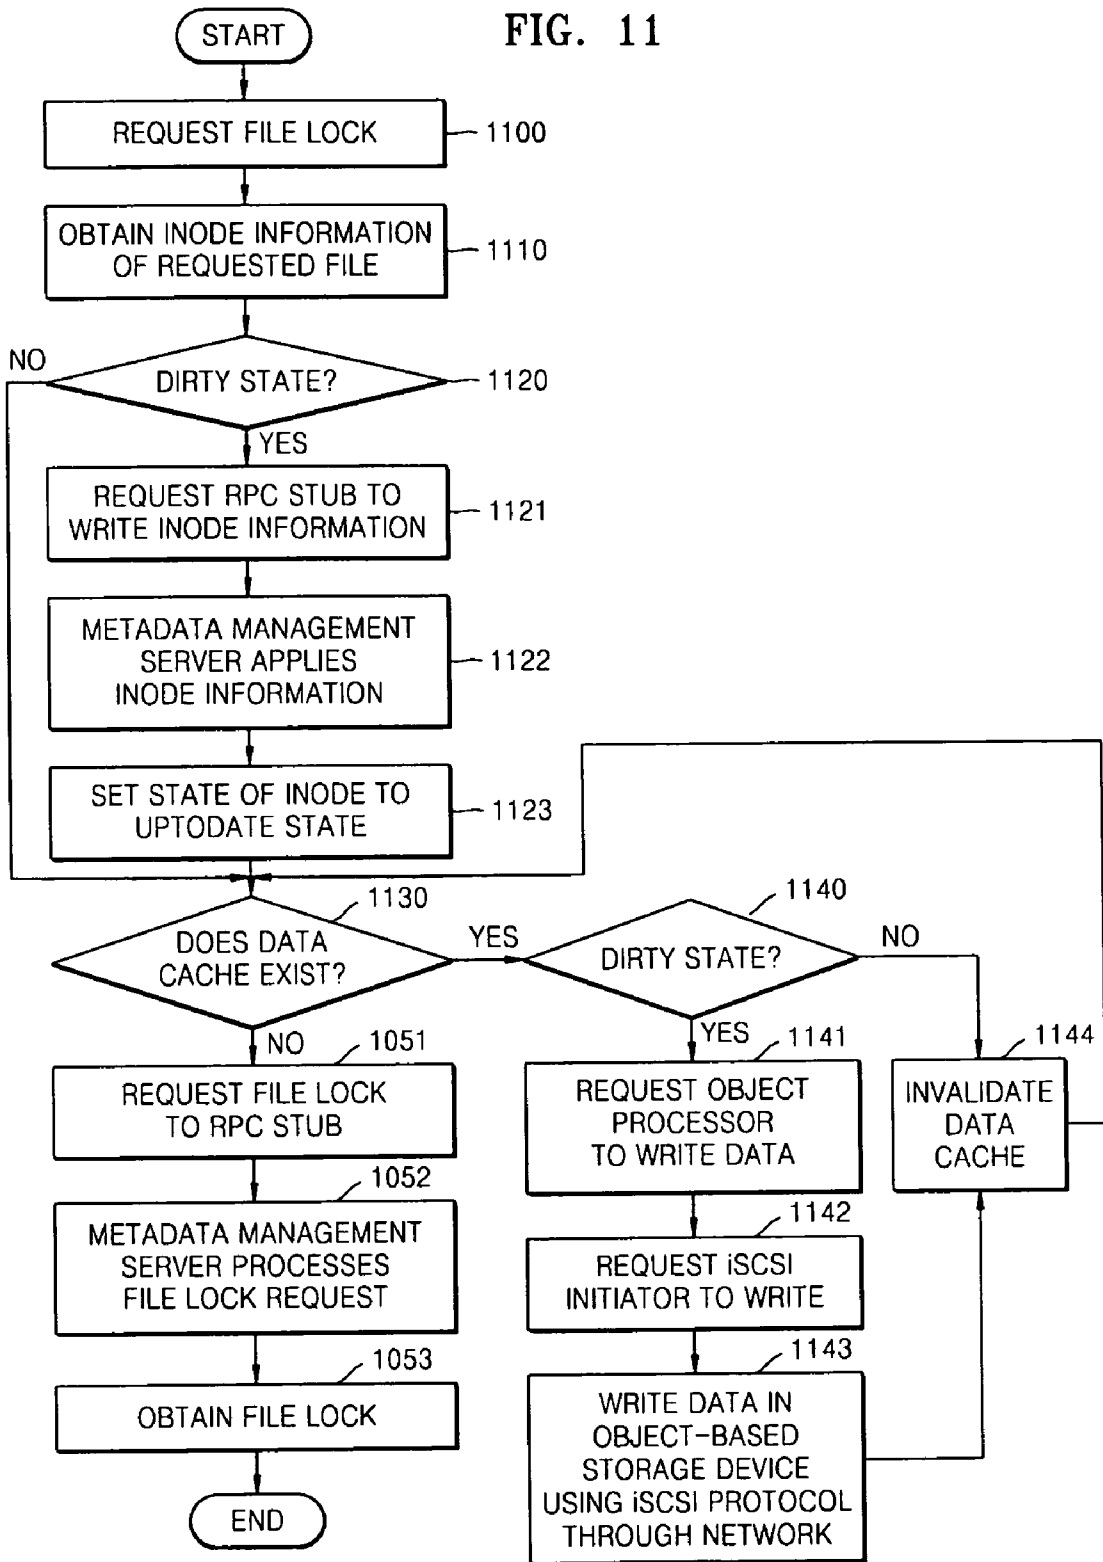 FIG. 11
START
REQUEST FILE LOCK
1100
OBTAIN INODE INFORMATION
OF REQUESTED FILE
1110
NO
DIRTY STATE?
1120
YES
REQUEST RPC STUB TO
WRITE INODE INFORMATION
1121
METADATA MANAGEMENT
SERVER APPLIES
INODE INFORMATION
1122
SET STATE OF INODE TO
UPTODATE STATE
1123
1130
DOES DATA
CACHE EXIST?
YES
1140
DIRTY STATE?
NO
NO
YES
1051
REQUEST FILE LOCK
TO RPC STUB
1141
REQUEST OBJECT
PROCESSOR
TO WRITE DATA
1144
INVALIDATE
DATA
CACHE
1052
METADATA MANAGEMENT
SERVER PROCESSES
FILE LOCK REQUEST
1142
REQUEST iSCSI
INITIATOR TO WRITE
1053
OBTAIN FILE LOCK
1143
WRITE DATA IN
OBJECT-BASED
STORAGE DEVICE
USING iSCSI PROTOCOL
THROUGH NETWORK
END